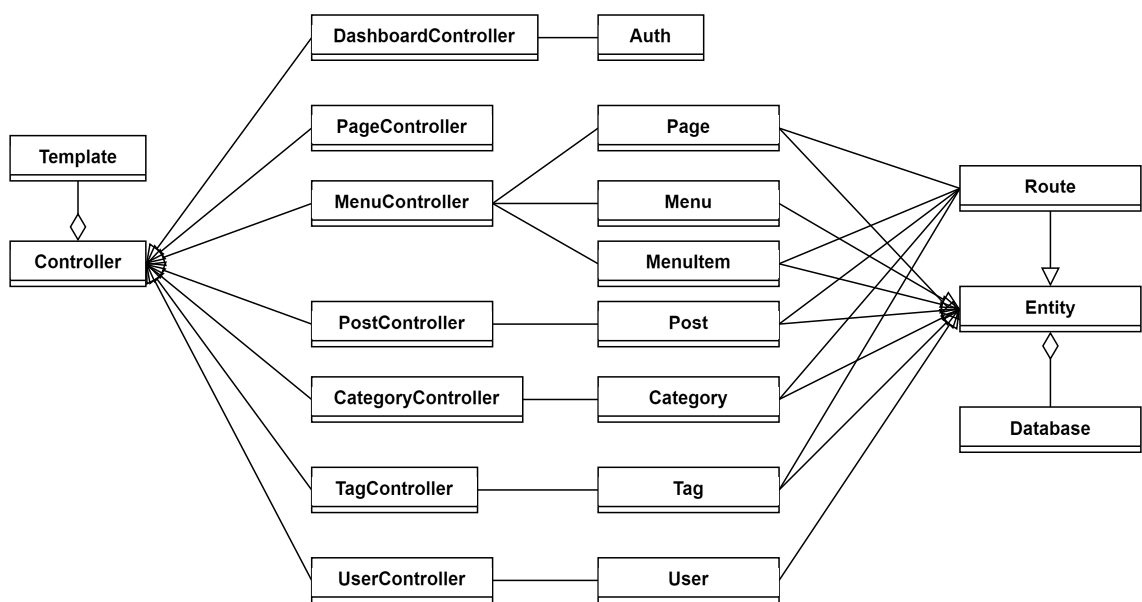 DashboardController
Auth
PageController
Page
Template
MenuController
Menu
Route
Controller
MenuItem
PostController
Post
Entity
CategoryController
Category
Database
TagController
Tag
UserController
User